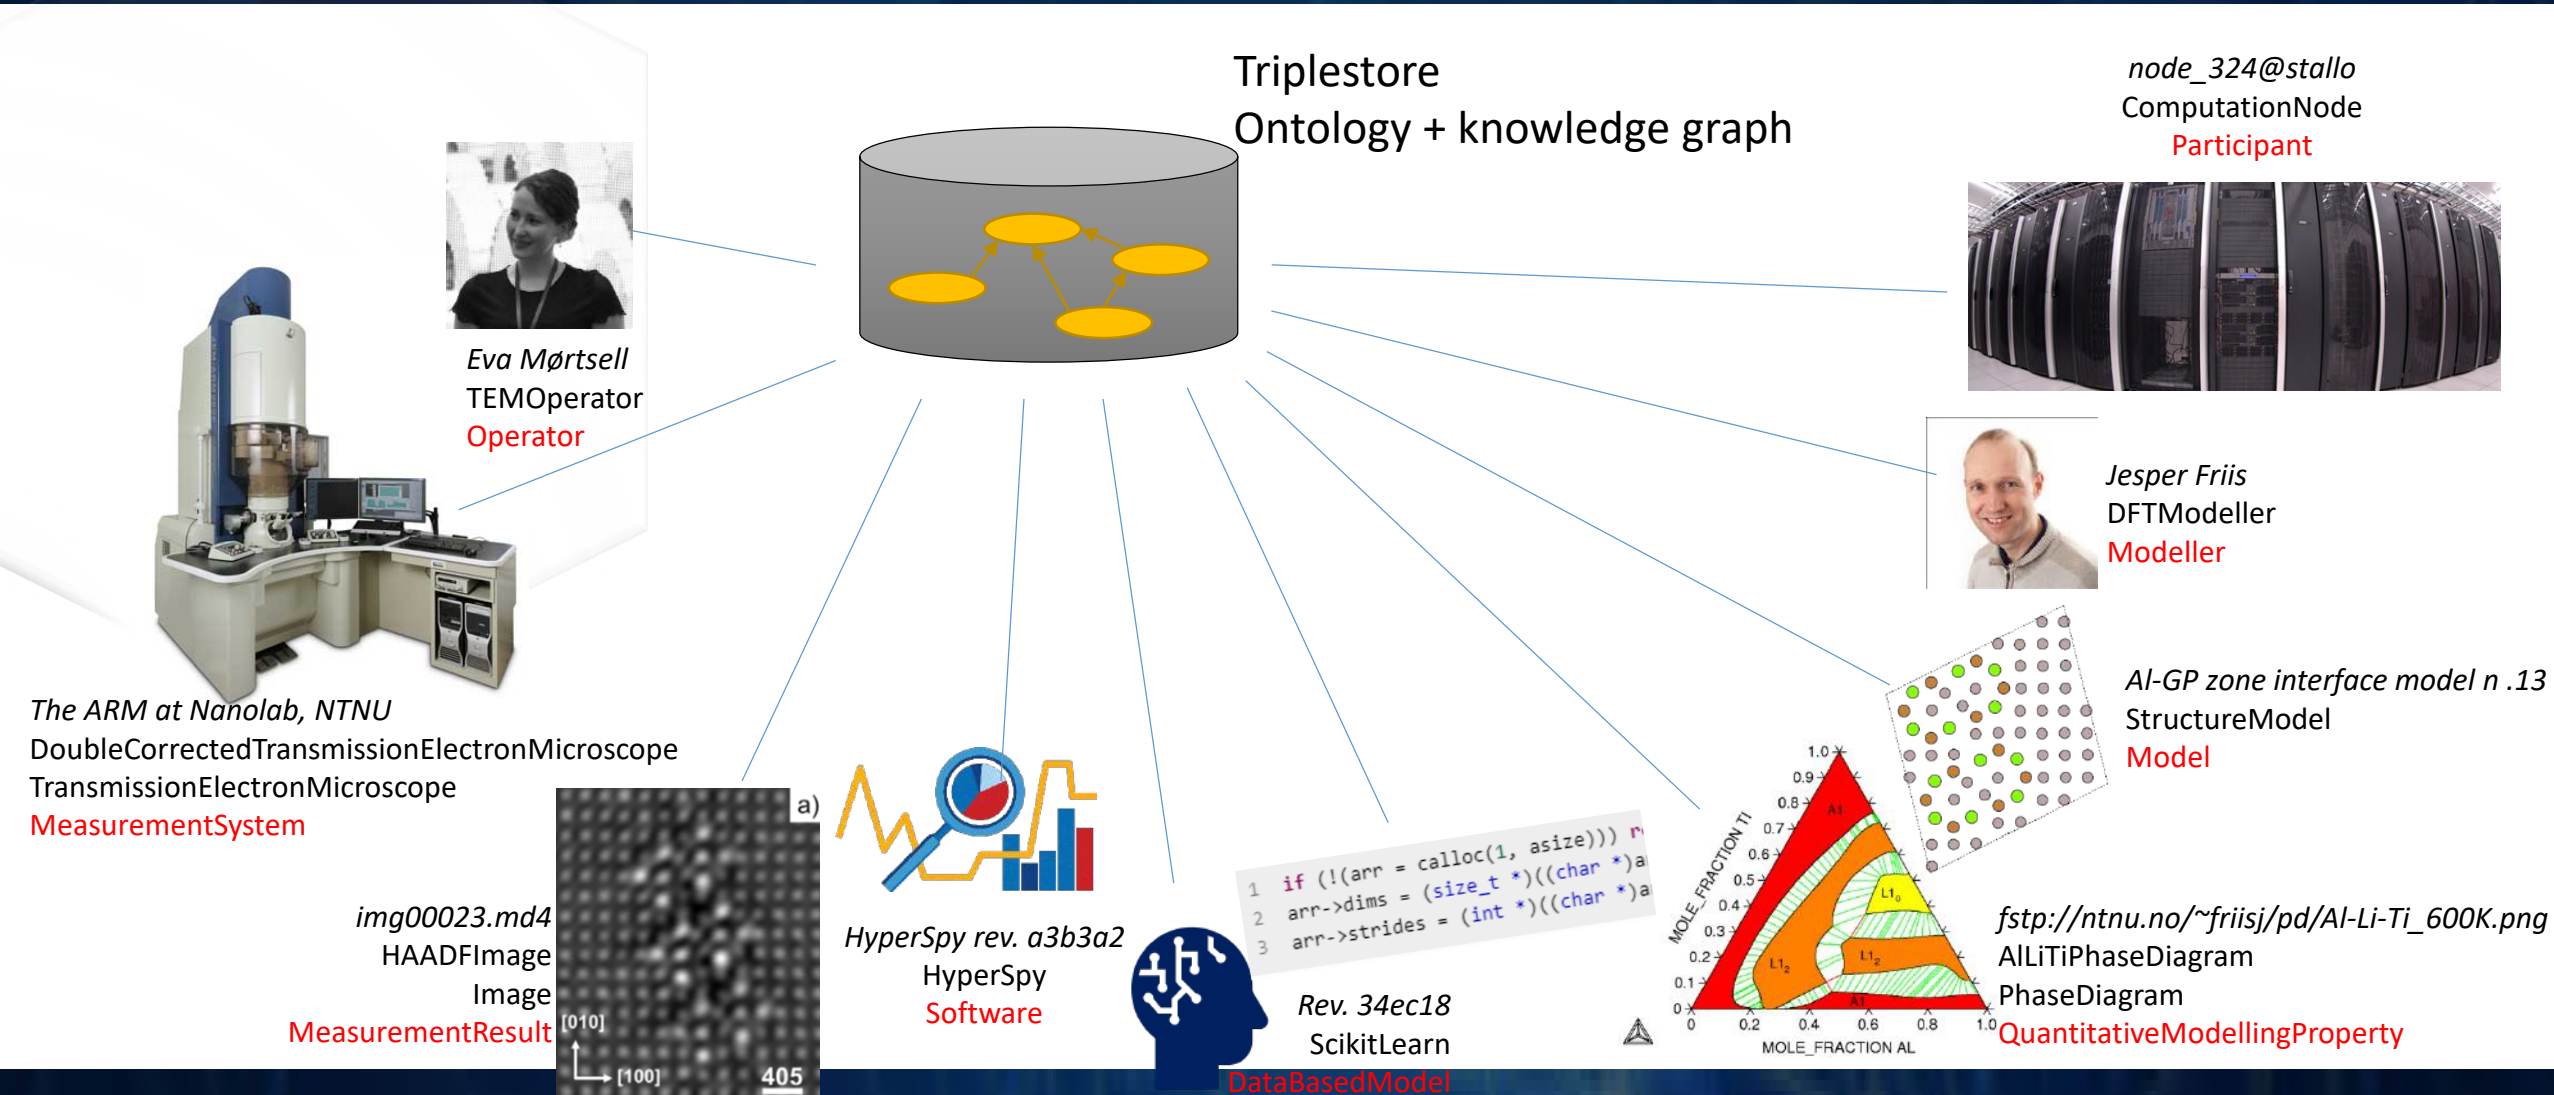 Triplestore
Ontology + knowledge graph
node_324@stallo
ComputationNode
Participant
Eva Mørtsell
TEMOperator
Operator
Jesper Friis
DFTModeller
Modeller
The ARM at Nanolab, NTNU
DoubleCorrectedTransmissionElectronMicroscope
TransmissionElectronMicroscope
MeasurementSystem
Al-GP zone interface model n .13
StructureModel
Model
img00023.md4
HAADFImage
Image
MeasurementResult
a)
[010]
[100]
405
HyperSpy rev. a3b3a2
HyperSpy
Software
1 if (!(arr = calloc(1, asize))) r
2 arr->dims = (size_t *)((char *)a
3 arr->strides = (int *)((char *)a
Rev. 34ec18
ScikitLearn
DataBasedModel
MOLE_FRACTION TI
1.0
0.9
0.8
0.7
0.6
0.5
0.4
0.3
0.2
0.1
0
A1
L1₀
L1₂
L1₂
A1
0 0.2 0.4 0.6 0.8 1.0
MOLE_FRACTION AL
fstp://ntnu.no/~friisj/pd/Al-Li-Ti_600K.png
AlLiTiPhaseDiagram
PhaseDiagram
QuantitativeModellingProperty